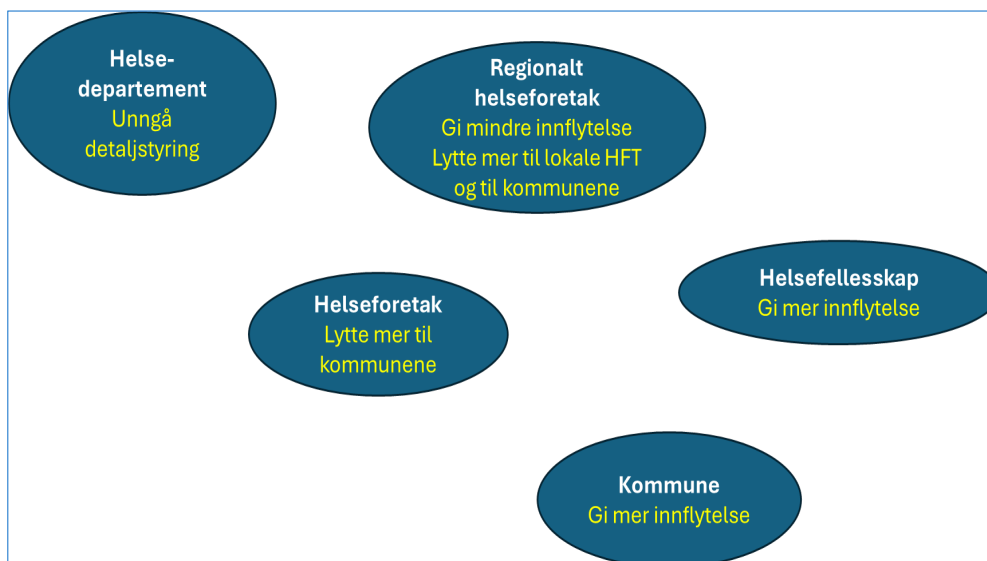 Helse-
departement
Unngå
detaljstyring
Regionalt
helseforetak
Gi mindre innflytelse
Lytte mer til lokale HFT
og til kommunene
Helsefellesskap
Gi mer innflytelse
Helseforetak
Lytte mer til
kommunene
Kommune
Gi mer innflytelse